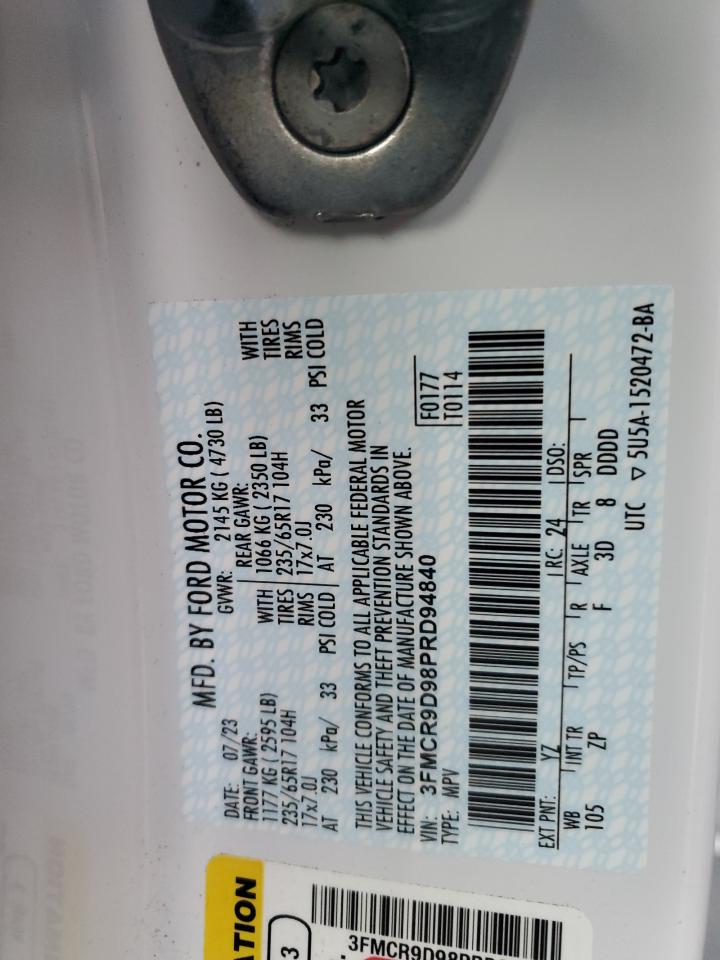 MFD. BY FORD MOTOR CO.
DATE: 07/23 GVWR: 2145 KG ( 4730 LB)
FRONT GAWR: REAR GAWR:
1177 KG ( 2595 LB) WITH 1066 KG ( 2350 LB) WITH
235/65R17 104H TIRES 235/65R17 104H TIRES
17x7.0J RIMS 17x7.0J RIMS
AT 230 kPa/ 33 PSI COLD AT 230 kPa/ 33 PSI COLD
THIS VEHICLE CONFORMS TO ALL APPLICABLE FEDERAL MOTOR
VEHICLE SAFETY AND THEFT PREVENTION STANDARDS IN
EFFECT ON THE DATE OF MANUFACTURE SHOWN ABOVE.
VIN: 3FMCR9D98PRD94840 F0177
TYPE: MPV T0114
EXT PNT: YZ RC: 24 DSO:
WB INT TR TP/PS R AXLE TR SPR
105 ZP F 3D 8 DDDD
UTC ▽ 5U5A-1520472-BA
ATION
3